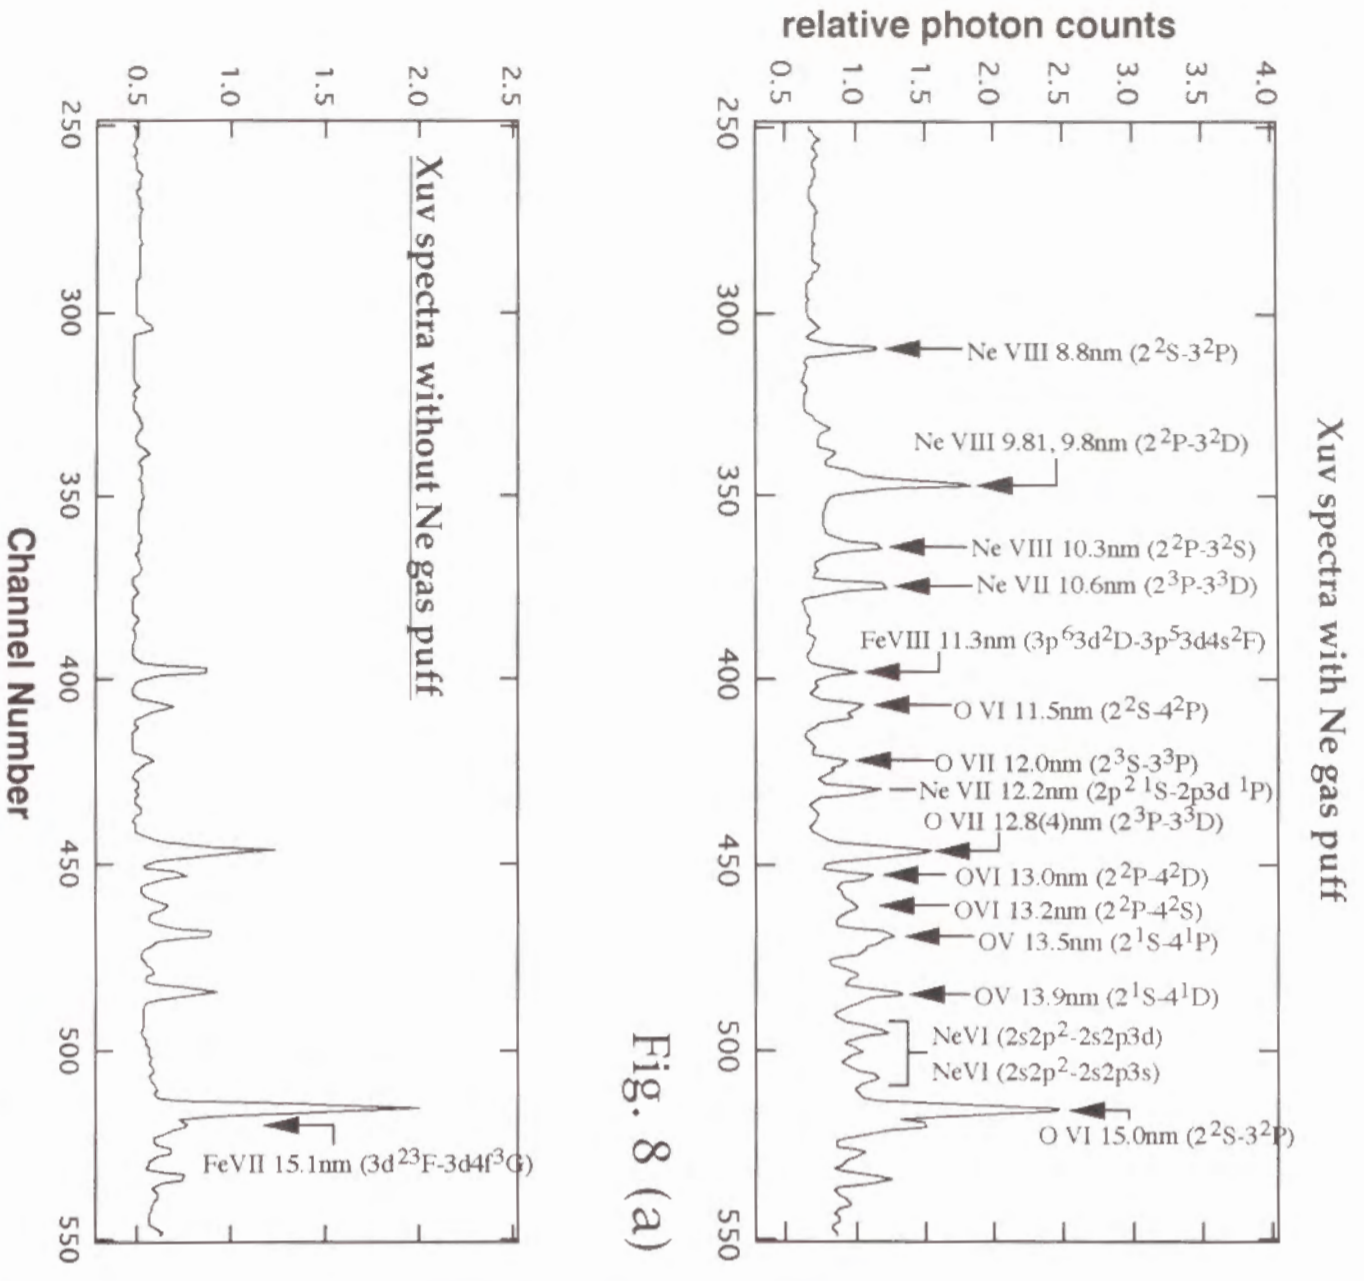 relative photon counts
0.5 1.0 1.5 2.0 2.5 3.0 3.5 4.0
250 300 350 400 450 500 550
Xuv spectra with Ne gas puff
Ne VIII 8.8nm (2²S-3²P)
Ne VIII 9.81, 9.8nm (2²P-3²D)
Ne VIII 10.3nm (2²P-3²S)
Ne VII 10.6nm (2³P-3³D)
FeVIII 11.3nm (3p⁶3d²D-3p⁵3d4s²F)
O VI 11.5nm (2²S-4²P)
O VII 12.0nm (2³S-3³P)
Ne VII 12.2nm (2p² ¹S-2p3d ¹P)
O VII 12.8(4)nm (2³P-3³D)
OVI 13.0nm (2²P-4²D)
OVI 13.2nm (2²P-4²S)
OV 13.5nm (2¹S-4¹P)
OV 13.9nm (2¹S-4¹D)
NeVI (2s2p²-2s2p3d)
NeVI (2s2p²-2s2p3s)
O VI 15.0nm (2²S-3²P)
0.5 1.0 1.5 2.0 2.5
250 300 350 400 450 500 550
Xuv spectra without Ne gas puff
FeVII 15.1nm (3d²³F-3d4f³G)
Channel Number
Fig. 8 (a)